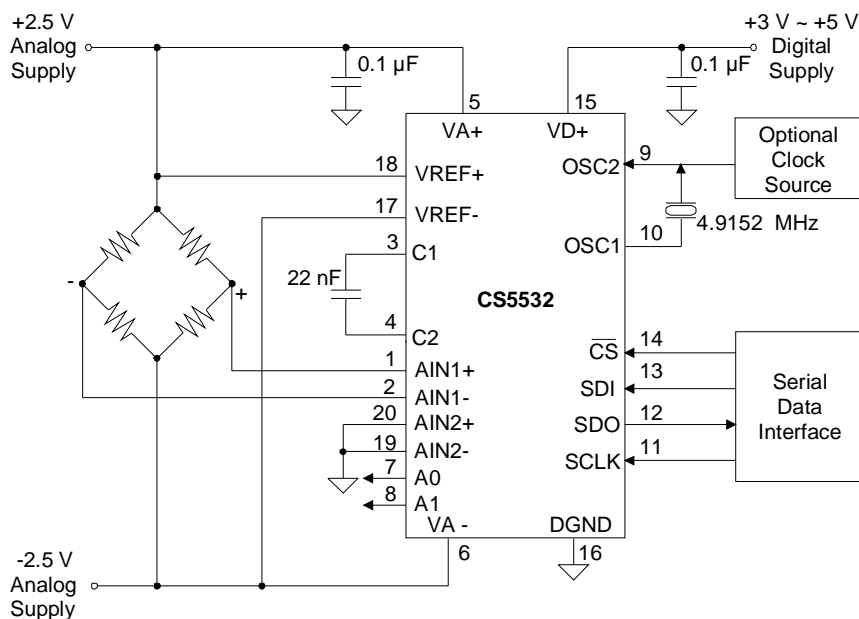 +2.5 V
Analog
Supply
0.1 µF
5
15
0.1 µF
+3 V ~ +5 V
Digital
Supply
VA+
VD+
18
VREF+
17
VREF-
3
C1
22 nF
4
C2
1
AIN1+
2
AIN1-
20
AIN2+
19
AIN2-
7
A0
8
A1
VA -
6
DGND
16
CS5532
OSC2
9
Optional
Clock
Source
OSC1
10
4.9152 MHz
CS
14
SDI
13
SDO
12
SCLK
11
Serial
Data
Interface
-
+
-2.5 V
Analog
Supply